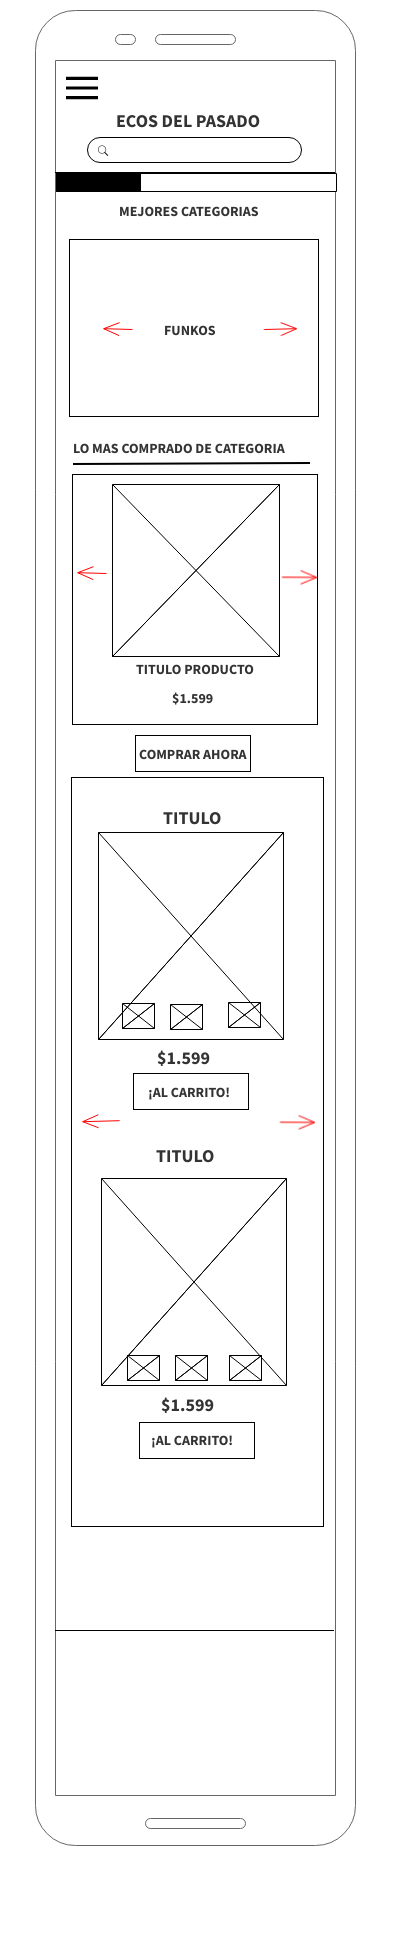 ECOS DEL PASADO
MEJORES CATEGORIAS
FUNKOS
LO MAS COMPRADO DE CATEGORIA
TITULO PRODUCTO
$1.599
COMPRAR AHORA
TITULO
$1.599
¡AL CARRITO!
TITULO
$1.599
¡AL CARRITO!